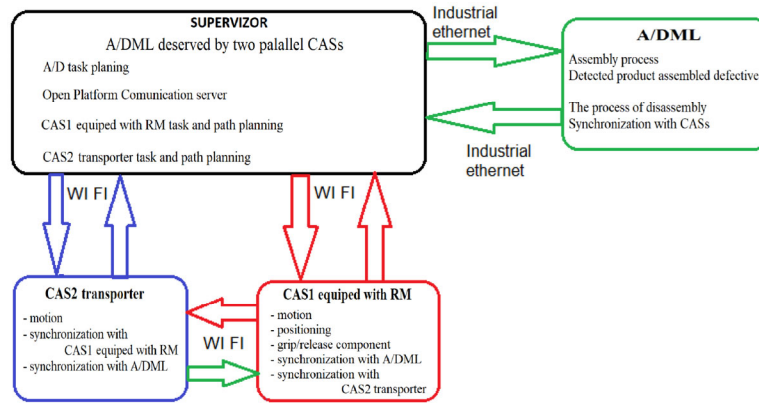 SUPERVIZOR
A/DML deserved by two palallel CASs
A/D task planing
Open Platform Comunication server
CAS1 equiped with RM task and path planning
CAS2 transporter task and path planning
Industrial
ethernet
A/DML
Assembly process
Detected product assembled defective
The process of disassembly
Synchronization with CASs
Industrial
ethernet
WI FI
WI FI
CAS2 transporter
- motion
- synchronization with
CAS1 equiped with RM
- synchronization with A/DML
WI FI
CAS1 equiped with RM
- motion
- positioning
- grip/release component
- synchronization with A/DML
- synchronization with
CAS2 transporter